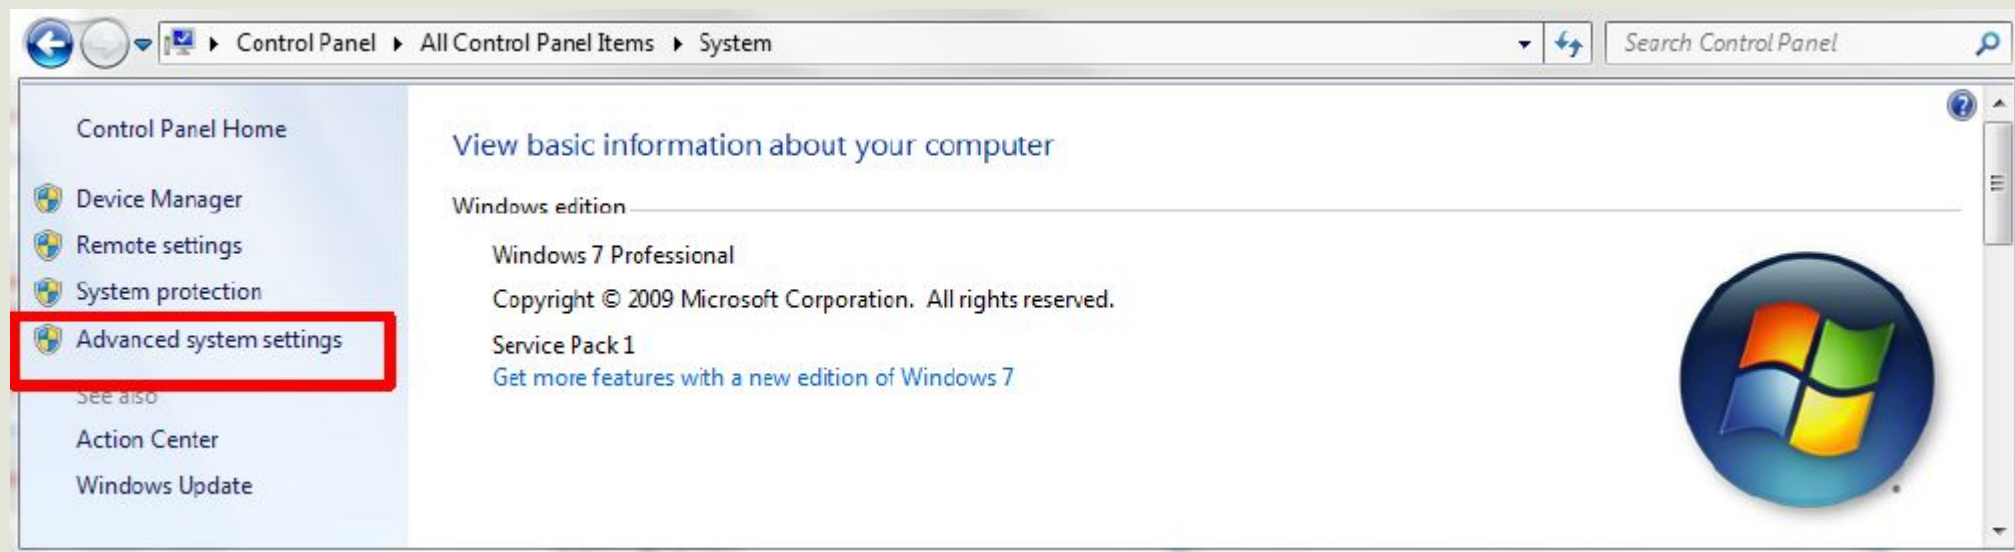 Control Panel ▸ All Control Panel Items ▸ System
Search Control Panel
Control Panel Home
Device Manager
Remote settings
System protection
Advanced system settings
See also
Action Center
Windows Update
View basic information about your computer
Windows edition
Windows 7 Professional
Copyright © 2009 Microsoft Corporation.  All rights reserved.
Service Pack 1
Get more features with a new edition of Windows 7